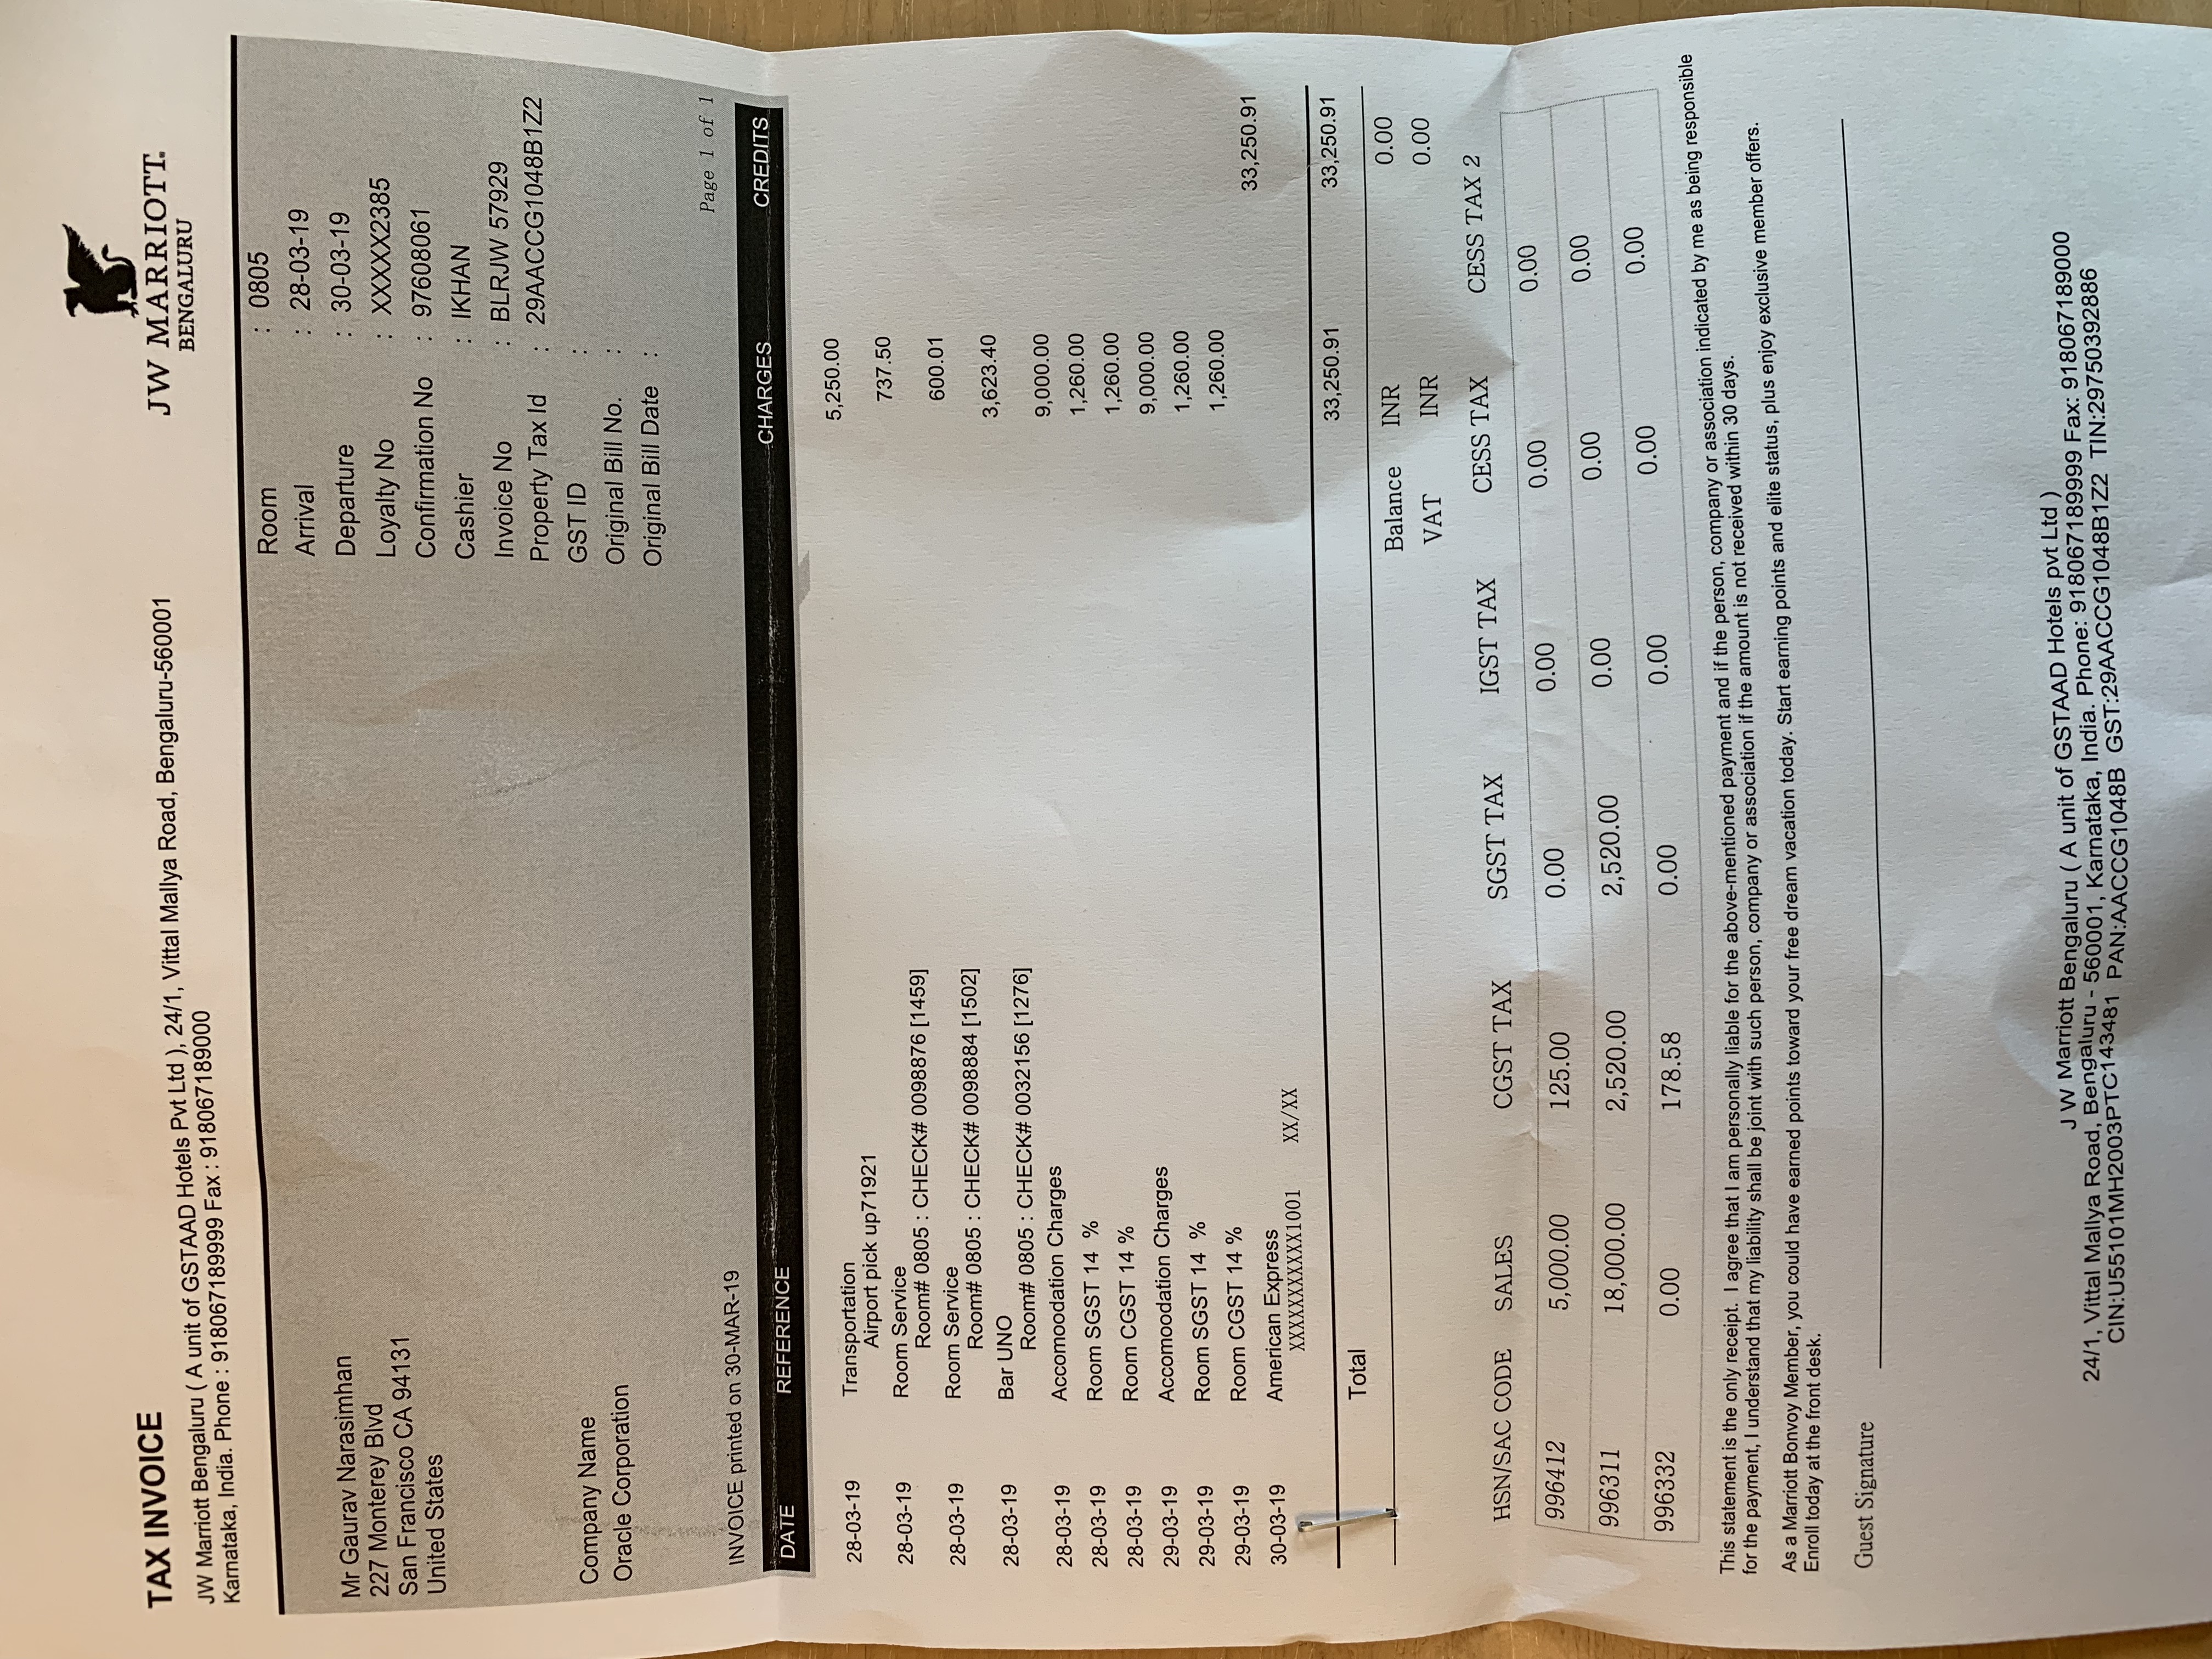 TAX INVOICE
JW Marriott Bengaluru ( A unit of GSTAAD Hotels Pvt Ltd ), 24/1, Vittal Mallya Road, Bengaluru-560001
Karnataka, India. Phone : 918067189999 Fax : 918067189000
JW MARRIOTT.
BENGALURU
Mr Gaurav Narasimhan
227 Monterey Blvd
San Francisco CA 94131
United States
Company Name
Oracle Corporation
Room : 0805
Arrival : 28-03-19
Departure : 30-03-19
Loyalty No : XXXXX2385
Confirmation No : 97608061
Cashier : IKHAN
Invoice No : BLRJW 57929
Property Tax Id : 29AACCG1048B1Z2
GST ID :
Original Bill No. :
Original Bill Date :
Page 1 of 1
INVOICE printed on 30-MAR-19
DATE REFERENCE CHARGES CREDITS
28-03-19 Transportation 5,250.00
Airport pick up71921
28-03-19 Room Service 737.50
Room# 0805 : CHECK# 0098876 [1459]
28-03-19 Room Service 600.01
Room# 0805 : CHECK# 0098884 [1502]
28-03-19 Bar UNO 3,623.40
Room# 0805 : CHECK# 0032156 [1276]
28-03-19 Accomoodation Charges 9,000.00
28-03-19 Room SGST 14 % 1,260.00
28-03-19 Room CGST 14 % 1,260.00
29-03-19 Accomoodation Charges 9,000.00
29-03-19 Room SGST 14 % 1,260.00
29-03-19 Room CGST 14 % 1,260.00
30-03-19 American Express 33,250.91
XXXXXXXXXXX1001 XX/XX
Total 33,250.91 33,250.91
Balance INR 0.00
VAT INR 0.00
HSN/SAC CODE SALES CGST TAX SGST TAX IGST TAX CESS TAX CESS TAX 2
996412 5,000.00 125.00 0.00 0.00 0.00 0.00
996311 18,000.00 2,520.00 2,520.00 0.00 0.00 0.00
996332 0.00 178.58 0.00 0.00 0.00 0.00
This statement is the only receipt. I agree that I am personally liable for the above-mentioned payment and if the person, company or association indicated by me as being responsible
for the payment, I understand that my liability shall be joint with such person, company or association if the amount is not received within 30 days.
As a Marriott Bonvoy Member, you could have earned points toward your free dream vacation today. Start earning points and elite status, plus enjoy exclusive member offers.
Enroll today at the front desk.
Guest Signature
J W Marriott Bengaluru ( A unit of GSTAAD Hotels pvt Ltd )
24/1, Vittal Mallya Road, Bengaluru - 560001, Karnataka, India. Phone: 918067189999 Fax: 918067189000
CIN:U55101MH2003PTC143481 PAN:AACCG1048B GST:29AACCG1048B1Z2 TIN:29750392886